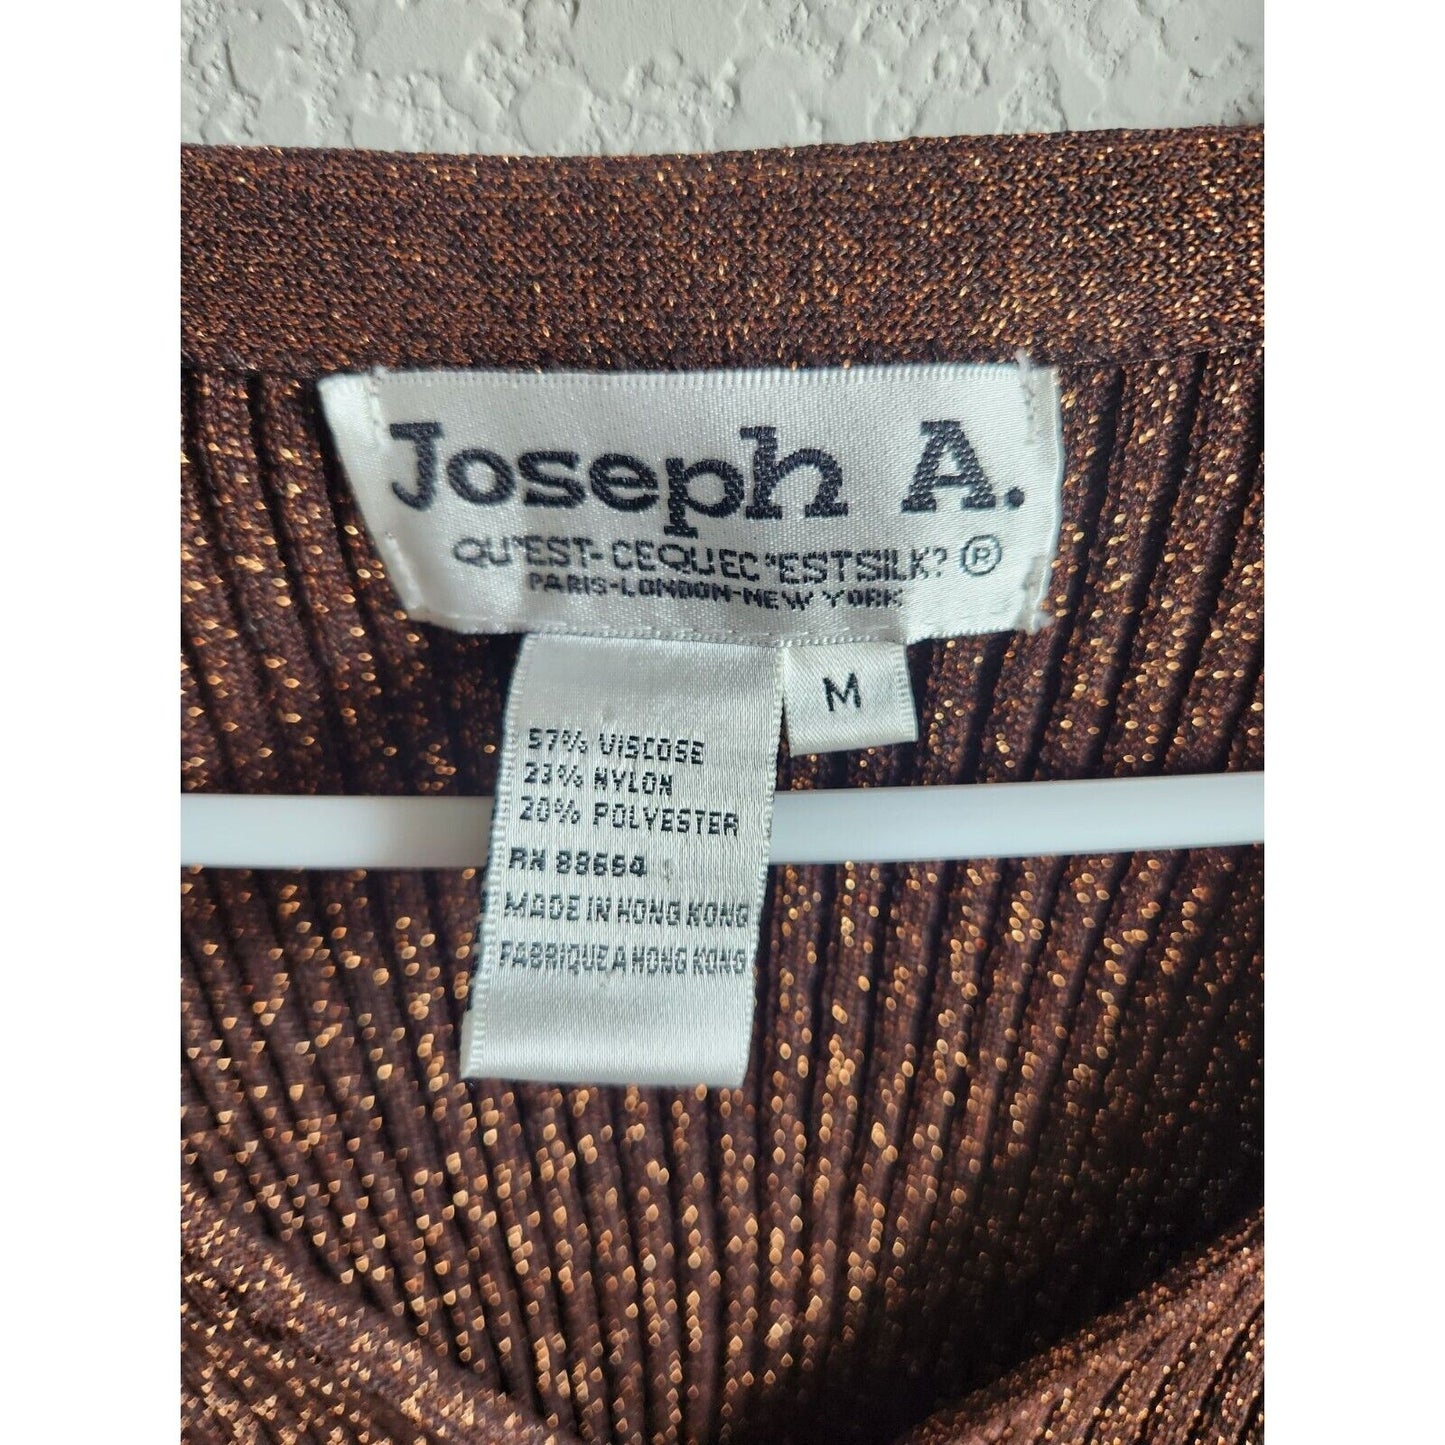 Joseph A.
QU'EST-CEQUEC'ESTSILK? ®
PARIS-LONDON-NEW YORK
M
57% VISCOSE
23% NYLON
20% POLYESTER
RN 88664
MADE IN HONG KONG
FABRIQUE A HONG KONG